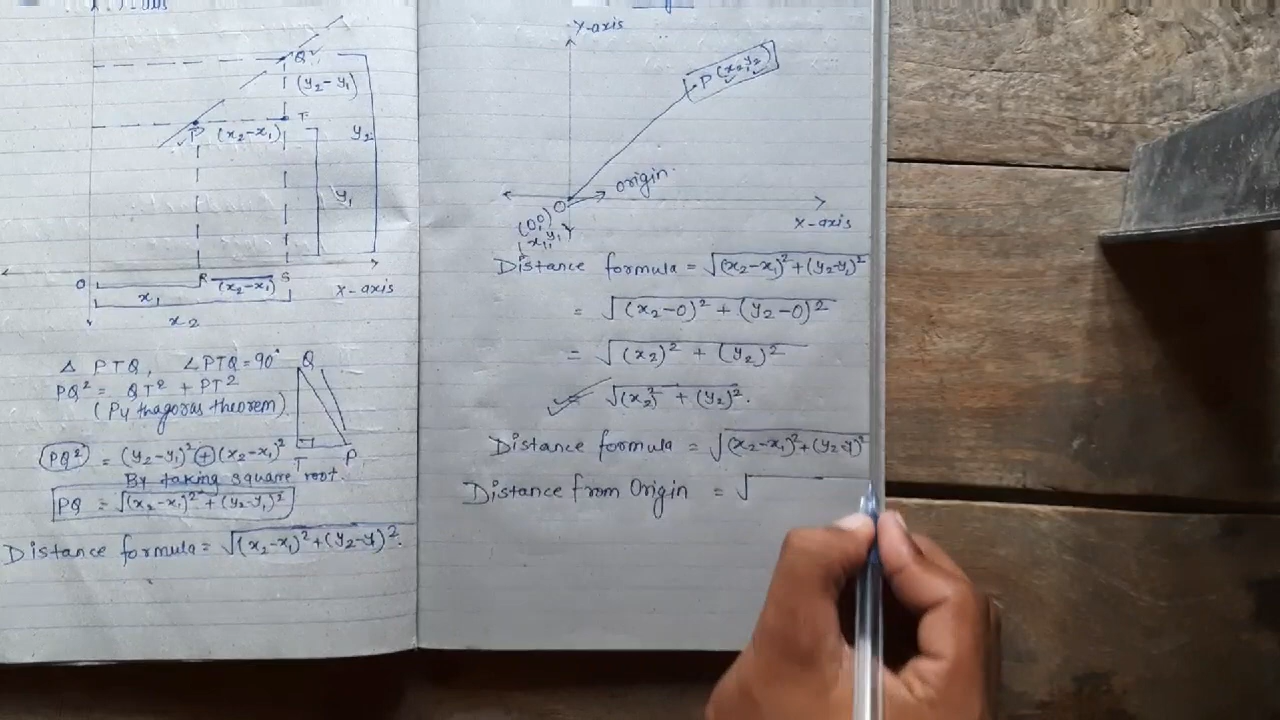 Q
(y₂-y₁)
T
P (x₂-x₁)
y₂
y₁
O
R (x₂-x₁) S
x₁
X-axis
x₂
△ PTQ, ∠PTQ=90°
Q
PQ² = QT² + PT²
(Pythagoras theorem)
PQ² = (y₂-y₁)² + (x₂-x₁)²
T P
By taking square root.
PQ = √(x₂-x₁)² + (y₂-y₁)²
Distance formula = √(x₂-x₁)² + (y₂-y₁)².
Y-axis
P (x₂,y₂)
Origin.
O
(0,0)
x₁,y₁
X-axis
Distance formula = √(x₂-x₁)² + (y₂-y₁)²
= √(x₂-0)² + (y₂-0)²
= √(x₂)² + (y₂)²
= √(x₂)² + (y₂)².
Distance formula = √(x₂-x₁)² + (y₂-y₁)²
Distance from Origin = √